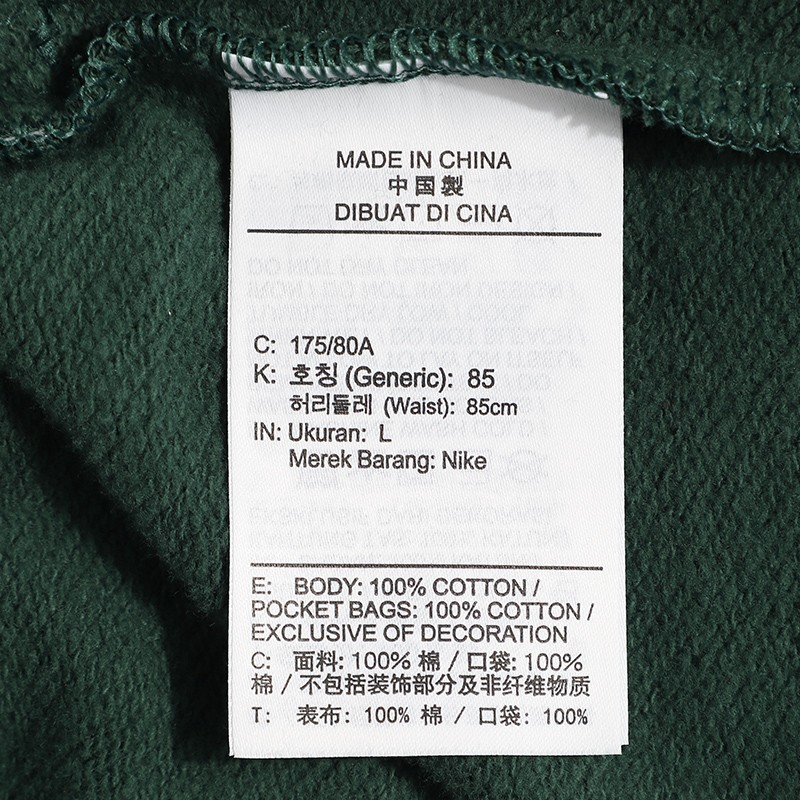 MADE IN CHINA
中国製
DIBUAT DI CINA
C: 175/80A
K: 호칭 (Generic): 85
허리둘레 (Waist): 85cm
IN: Ukuran: L
Merek Barang: Nike
E: BODY: 100% COTTON /
POCKET BAGS: 100% COTTON /
EXCLUSIVE OF DECORATION
C: 面料: 100% 棉 / 口袋: 100%
棉 / 不包括装饰部分及非纤维物质
T: 表布: 100% 棉 / 口袋: 100%